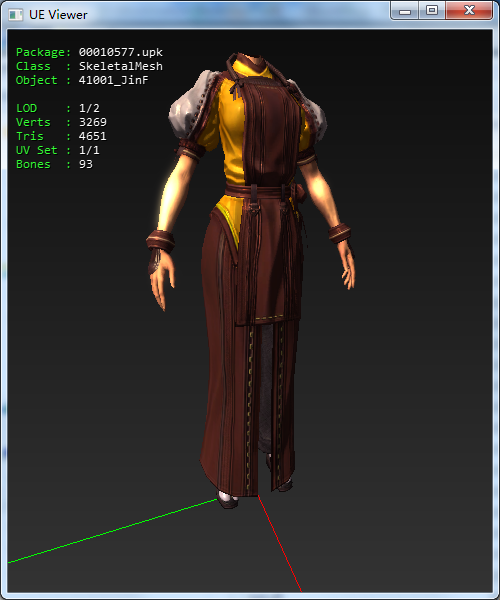 UE Viewer
Package: 00010577.upk
Class : SkeletalMesh
Object : 41001_JinF
LOD : 1/2
Verts : 3269
Tris : 4651
UV Set : 1/1
Bones : 93